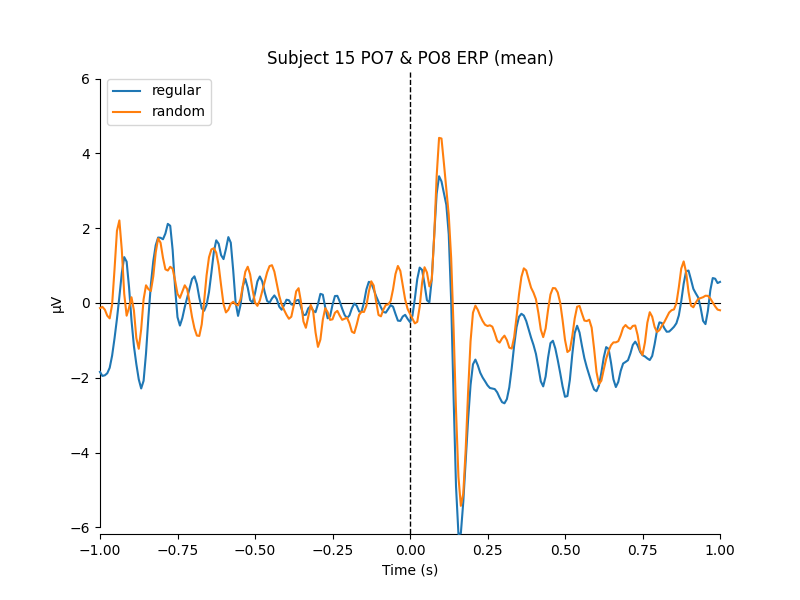 Subject 15 PO7 & PO8 ERP (mean)
regular
random
6
4
2
0
−2
−4
−6
µV
−1.00 −0.75 −0.50 −0.25 0.00 0.25 0.50 0.75 1.00
Time (s)